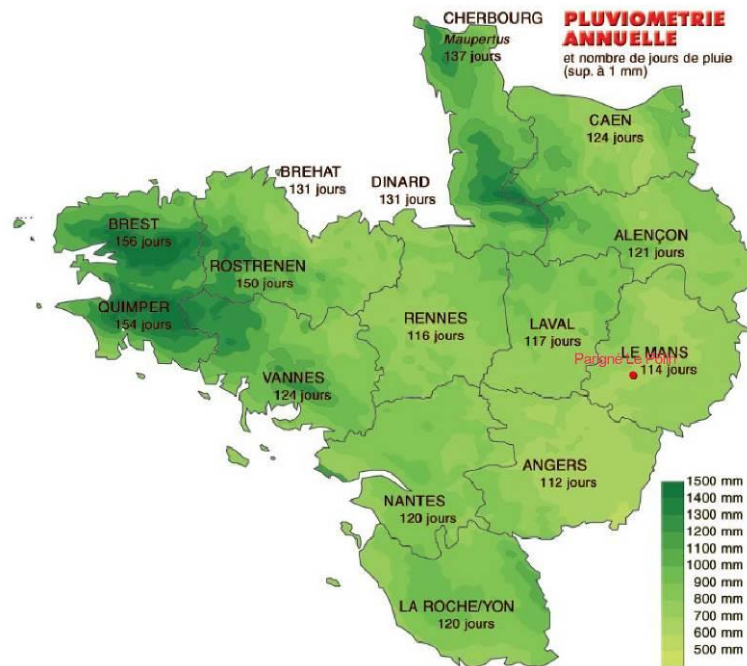 CHERBOURG
Maupertus
137 jours
PLUVIOMETRIE
ANNUELLE
et nombre de jours de pluie
(sup. à 1 mm)
CAEN
124 jours
BREHAT
131 jours
DINARD
131 jours
BREST
156 jours
ALENÇON
121 jours
ROSTRENEN
150 jours
QUIMPER
154 jours
RENNES
116 jours
LAVAL
117 jours
LE MANS
Parigné Le Polin
114 jours
VANNES
124 jours
ANGERS
112 jours
NANTES
120 jours
LA ROCHE/YON
120 jours
1500 mm
1400 mm
1300 mm
1200 mm
1100 mm
1000 mm
900 mm
800 mm
700 mm
600 mm
500 mm